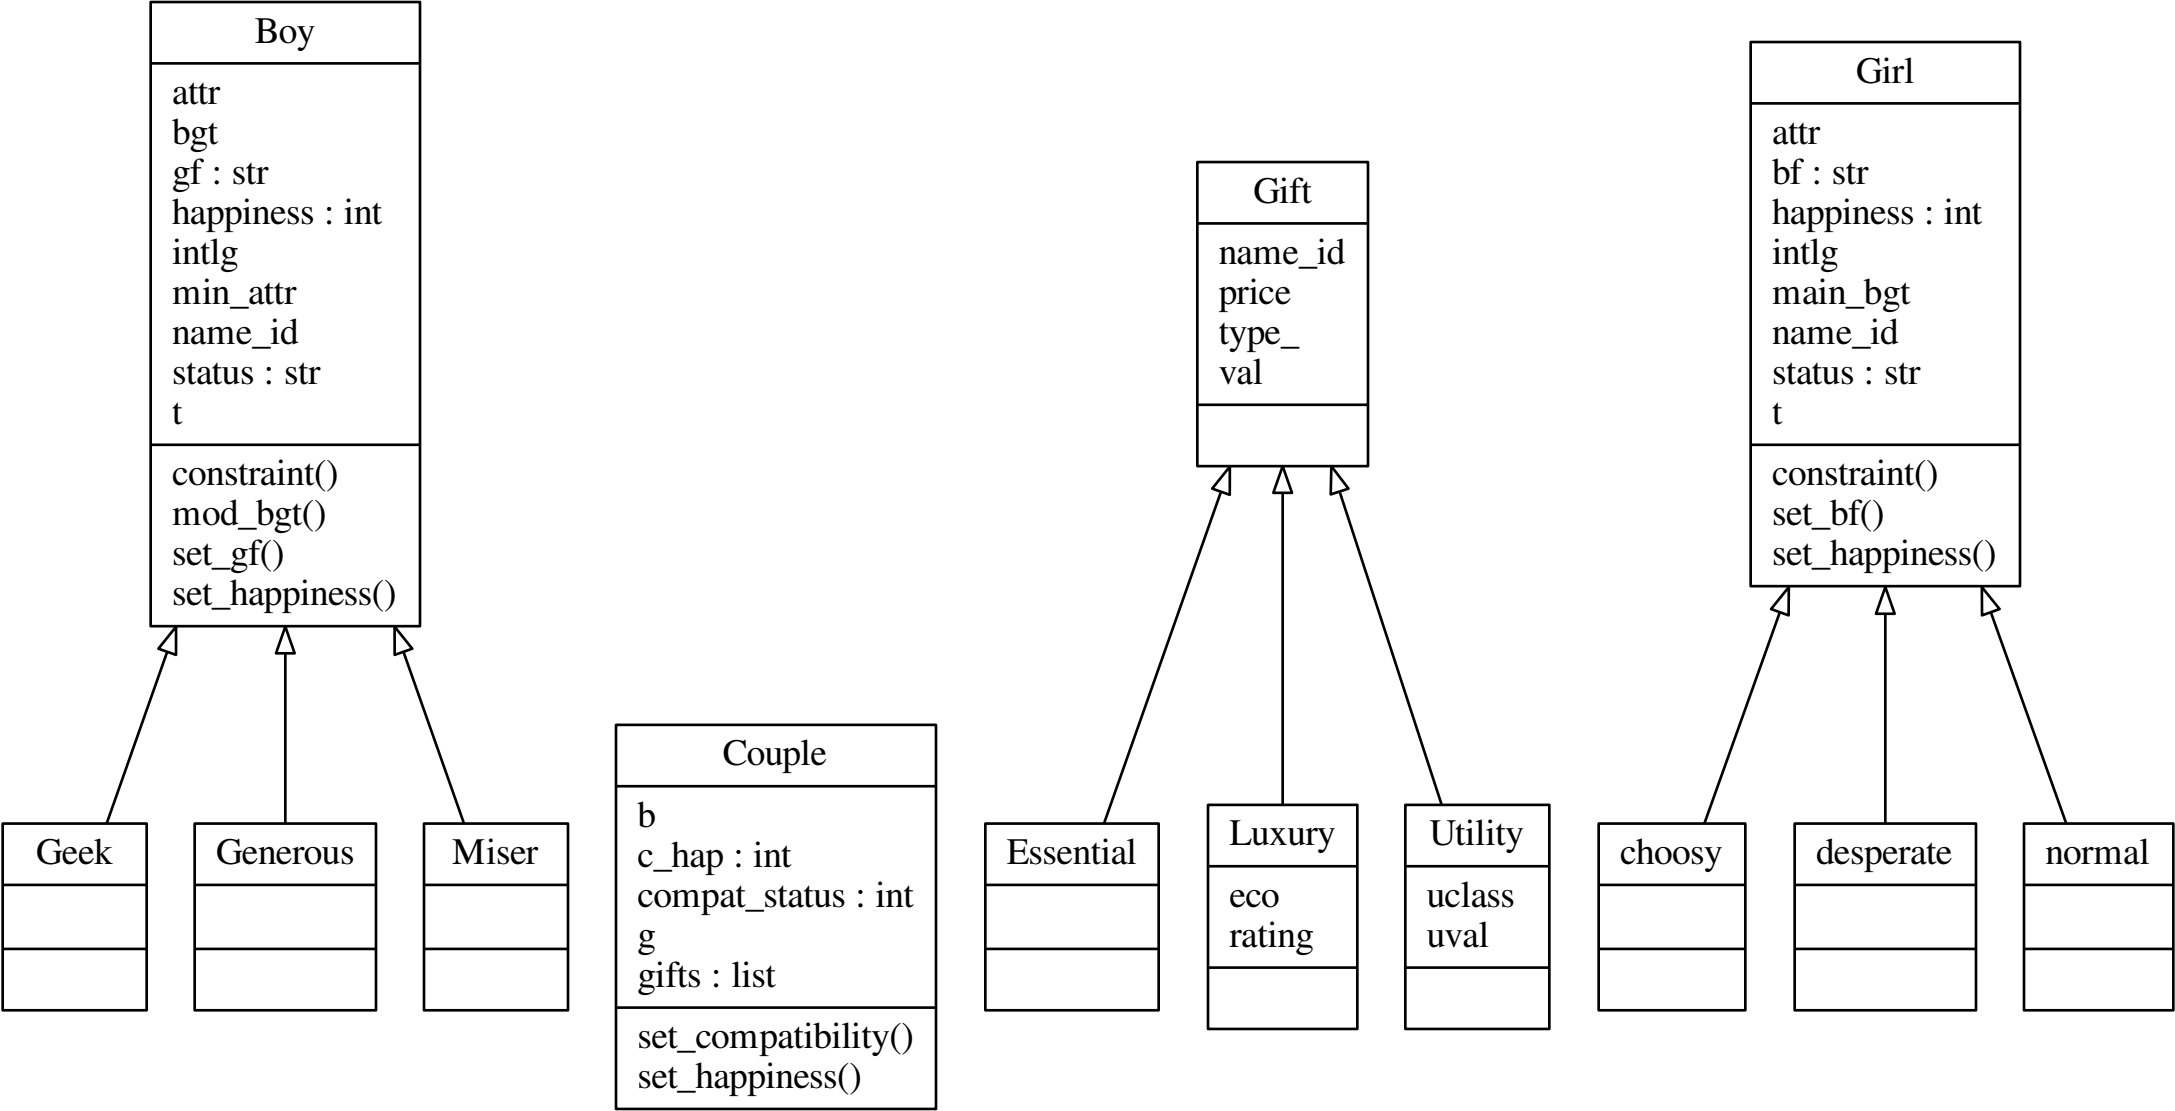 Boy
attr
bgt
gf : str
happiness : int
intlg
min_attr
name_id
status : str
t
constraint()
mod_bgt()
set_gf()
set_happiness()
Gift
name_id
price
type_
val
Girl
attr
bf : str
happiness : int
intlg
main_bgt
name_id
status : str
t
constraint()
set_bf()
set_happiness()
Geek
Generous
Miser
Couple
b
c_hap : int
compat_status : int
g
gifts : list
set_compatibility()
set_happiness()
Essential
Luxury
eco
rating
Utility
uclass
uval
choosy
desperate
normal